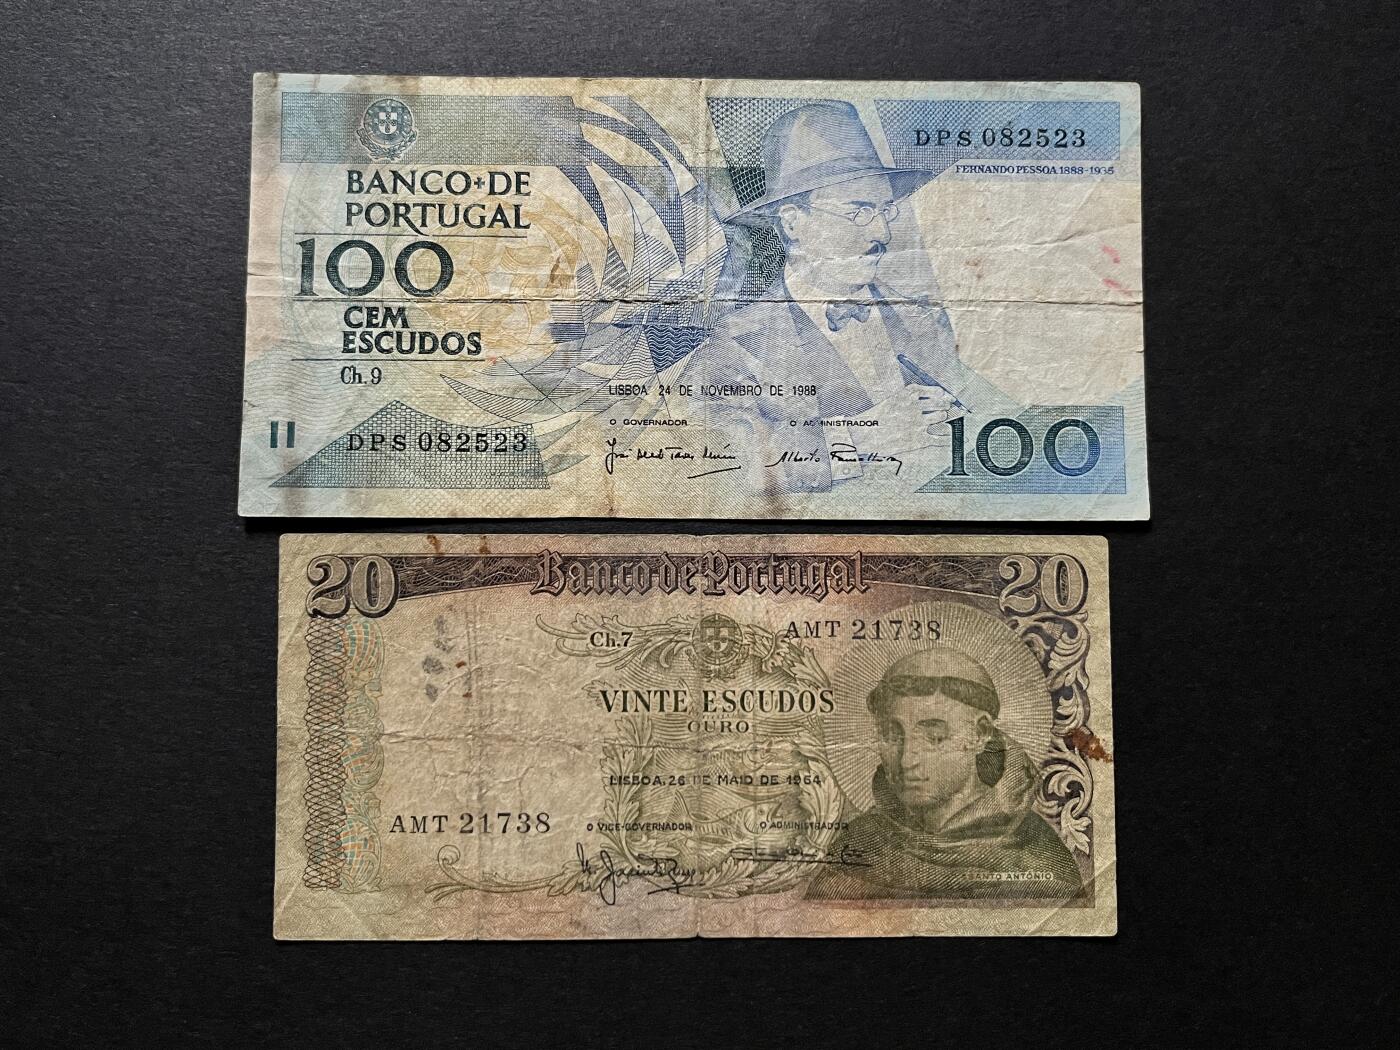 BANCO DE
PORTUGAL
100
CEM
ESCUDOS
Ch.9
DPS 082523
DPS 082523
FERNANDO PESSOA 1888-1935
LISBOA 24 DE NOVEMBRO DE 1988
O GOVERNADOR
O ADMINISTRADOR
100
20
Banco de Portugal
20
Ch.7
AMT 21738
VINTE ESCUDOS
OURO
LISBOA, 26 DE MAIO DE 1964
AMT 21738
O VICE-GOVERNADOR
O ADMINISTRADOR
SANTO ANTÓNIO